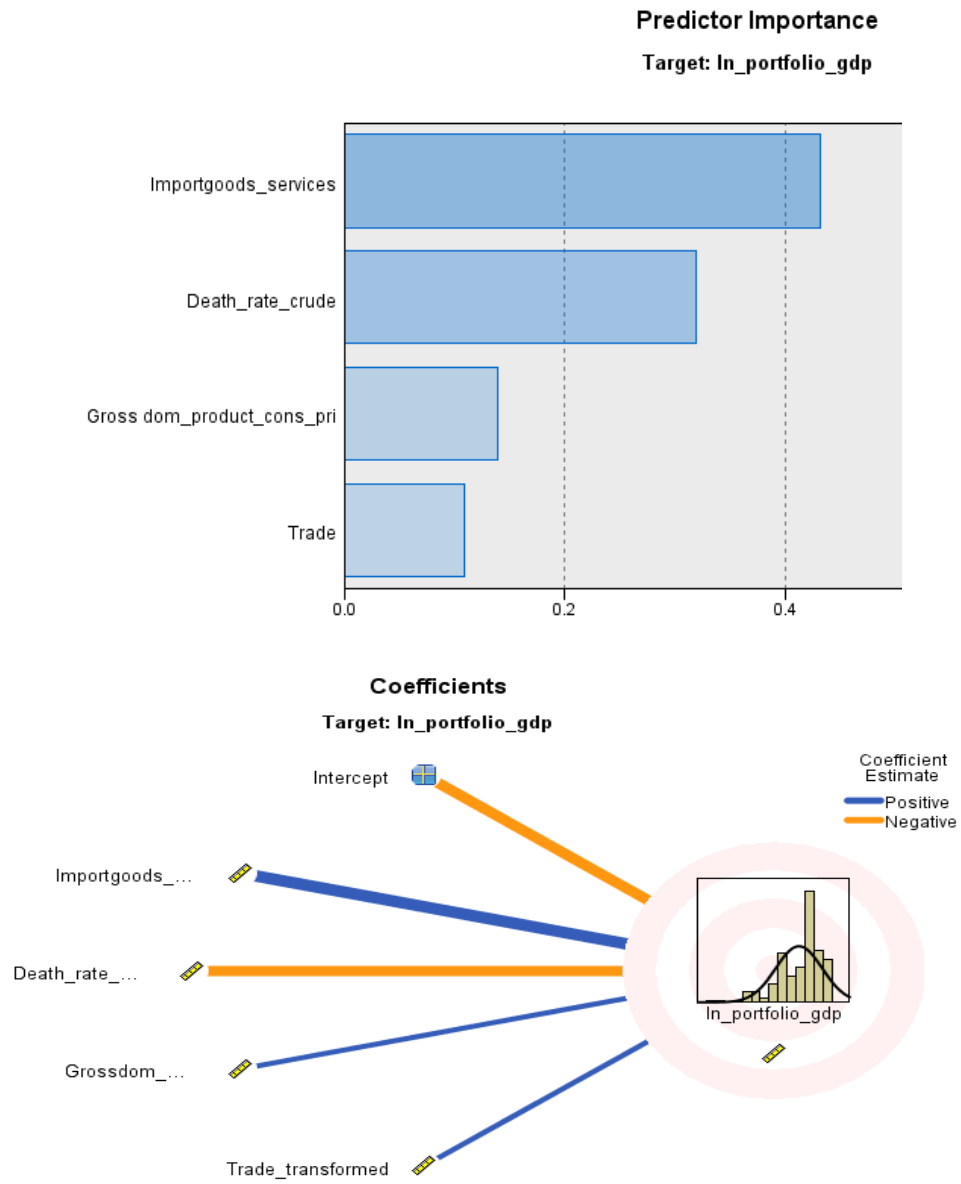 Predictor Importance
Target: ln_portfolio_gdp
Importgoods_services
Death_rate_crude
Gross dom_product_cons_pri
Trade
0.0
0.2
0.4
Coefficients
Target: ln_portfolio_gdp
Intercept
Coefficient
Estimate
Positive
Negative
Importgoods_...
Death_rate_...
ln_portfolio_gdp
Grossdom_...
Trade_transformed